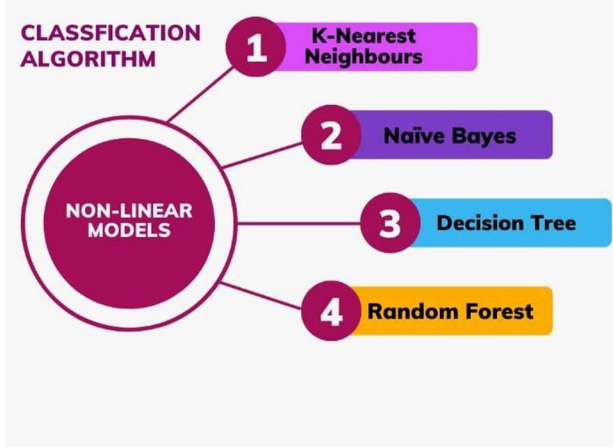 CLASSFICATION
ALGORITHM
1
K-Nearest
Neighbours
2
Naïve Bayes
NON-LINEAR
MODELS
3
Decision Tree
4
Random Forest